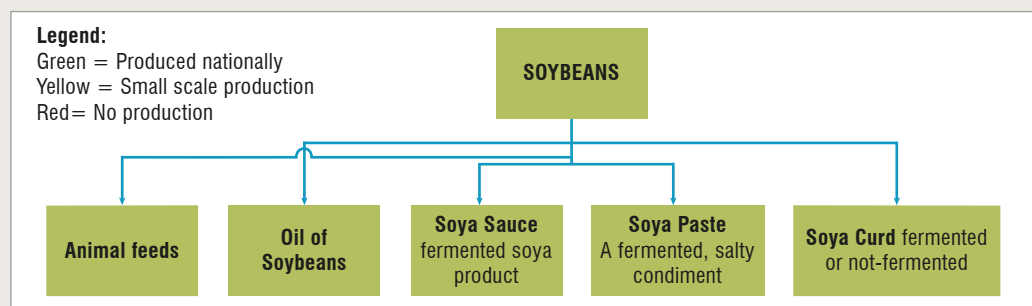 Legend:
Green = Produced nationally
Yellow = Small scale production
Red= No production
SOYBEANS
Animal feeds
Oil of
Soybeans
Soya Sauce
fermented soya
product
Soya Paste
A fermented, salty
condiment
Soya Curd fermented
or not-fermented